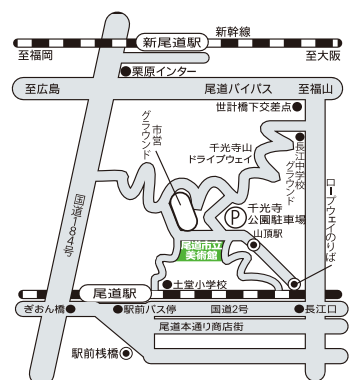 新幹線
新尾道駅
至福岡
至大阪
栗原インター
至広島
尾道バイパス
至福山
世計橋下交差点
市営
グラウンド
千光寺山
ドライブウェイ
長江中学校
グラウンド
国道184号
千光寺
公園駐車場
P
山頂駅
ロープウェイのりば
尾道市立
美術館
土堂小学校
尾道駅
ぎおん橋
駅前バス停
国道2号
長江口
尾道本通り商店街
駅前桟橋